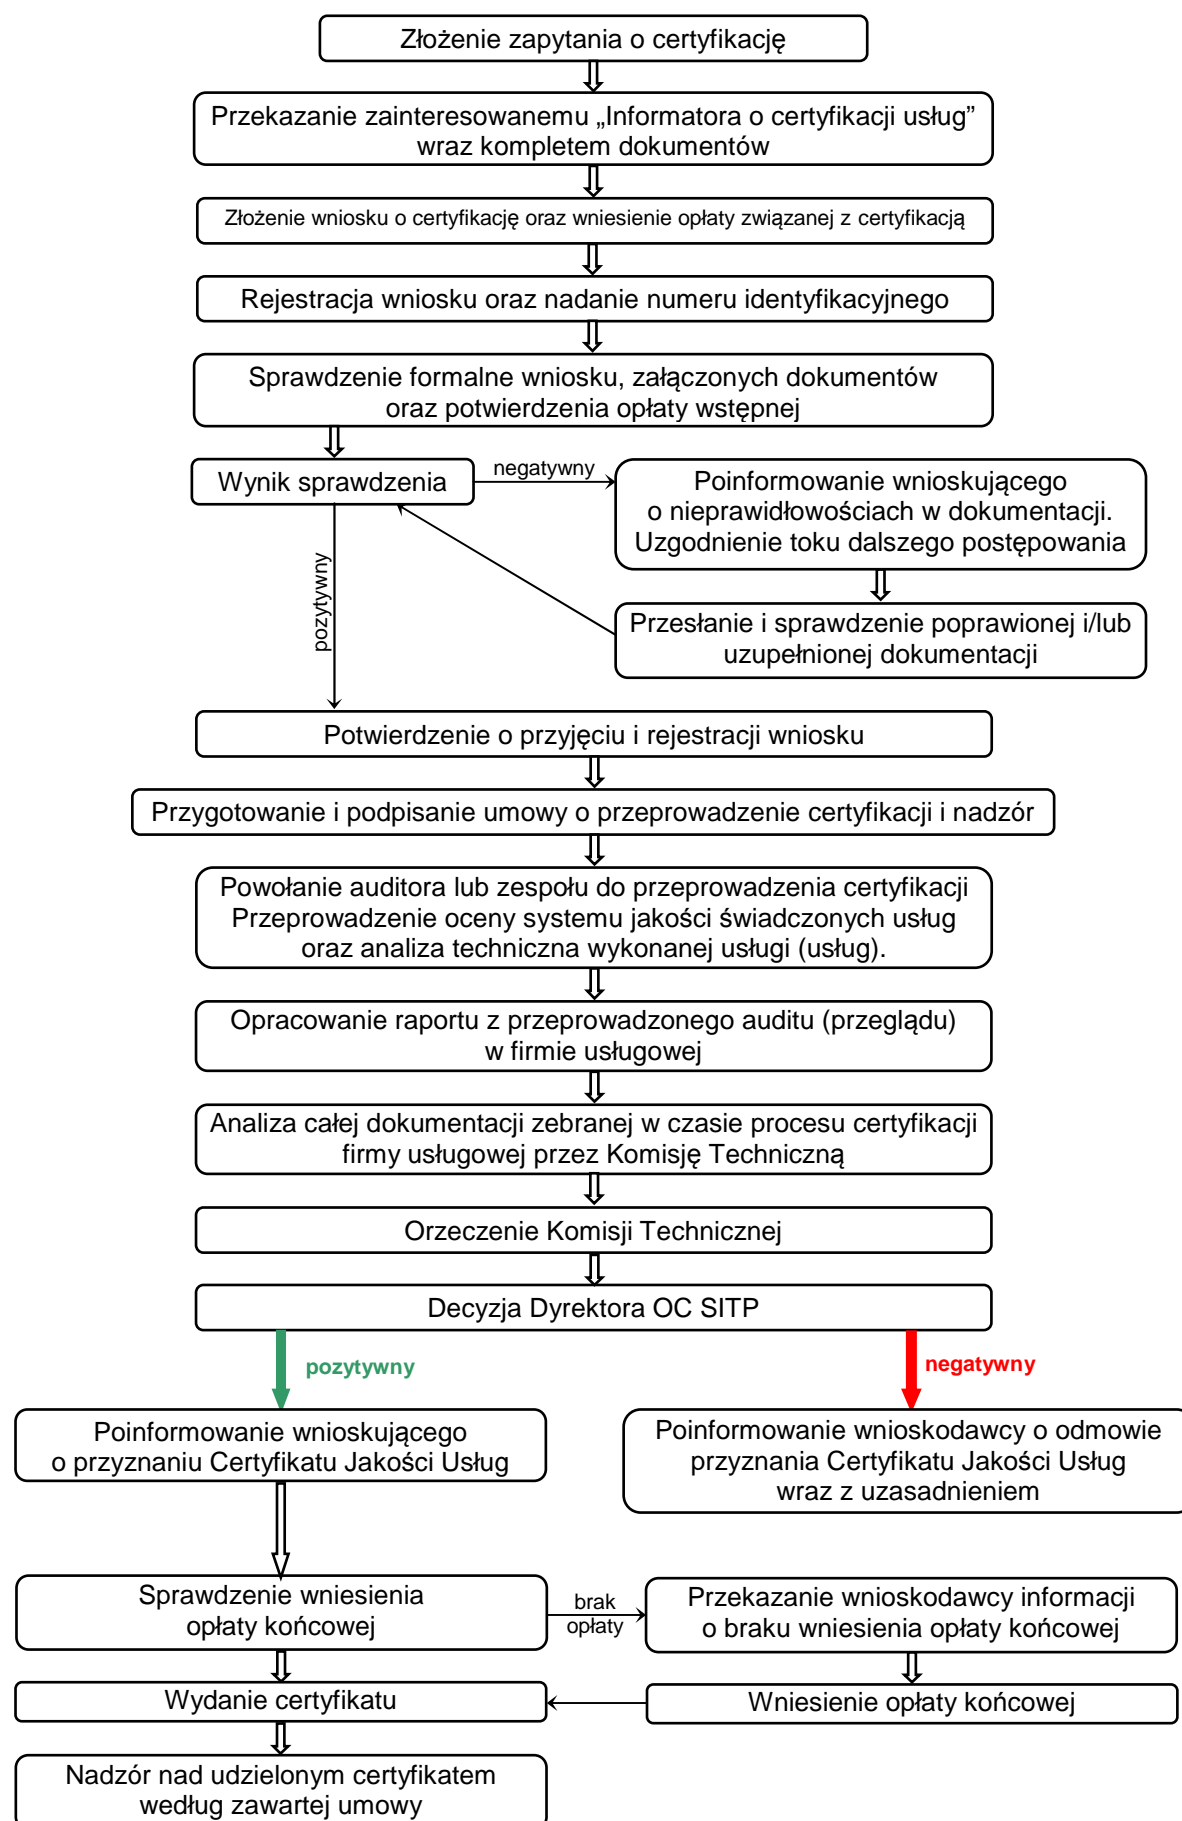 Złożenie zapytania o certyfikację
Przekazanie zainteresowanemu „Informatora o certyfikacji usług”
wraz kompletem dokumentów
Złożenie wniosku o certyfikację oraz wniesienie opłaty związanej z certyfikacją
Rejestracja wniosku oraz nadanie numeru identyfikacyjnego
Sprawdzenie formalne wniosku, załączonych dokumentów
oraz potwierdzenia opłaty wstępnej
Wynik sprawdzenia
negatywny
Poinformowanie wnioskującego
o nieprawidłowościach w dokumentacji.
Uzgodnienie toku dalszego postępowania
pozytywny
Przesłanie i sprawdzenie poprawionej i/lub
uzupełnionej dokumentacji
Potwierdzenie o przyjęciu i rejestracji wniosku
Przygotowanie i podpisanie umowy o przeprowadzenie certyfikacji i nadzór
Powołanie auditora lub zespołu do przeprowadzenia certyfikacji
Przeprowadzenie oceny systemu jakości świadczonych usług
oraz analiza techniczna wykonanej usługi (usług).
Opracowanie raportu z przeprowadzonego auditu (przeglądu)
w firmie usługowej
Analiza całej dokumentacji zebranej w czasie procesu certyfikacji
firmy usługowej przez Komisję Techniczną
Orzeczenie Komisji Technicznej
Decyzja Dyrektora OC SITP
pozytywny
negatywny
Poinformowanie wnioskującego
o przyznaniu Certyfikatu Jakości Usług
Poinformowanie wnioskodawcy o odmowie
przyznania Certyfikatu Jakości Usług
wraz z uzasadnieniem
Sprawdzenie wniesienia
opłaty końcowej
brak
opłaty
Przekazanie wnioskodawcy informacji
o braku wniesienia opłaty końcowej
Wydanie certyfikatu
Wniesienie opłaty końcowej
Nadzór nad udzielonym certyfikatem
według zawartej umowy